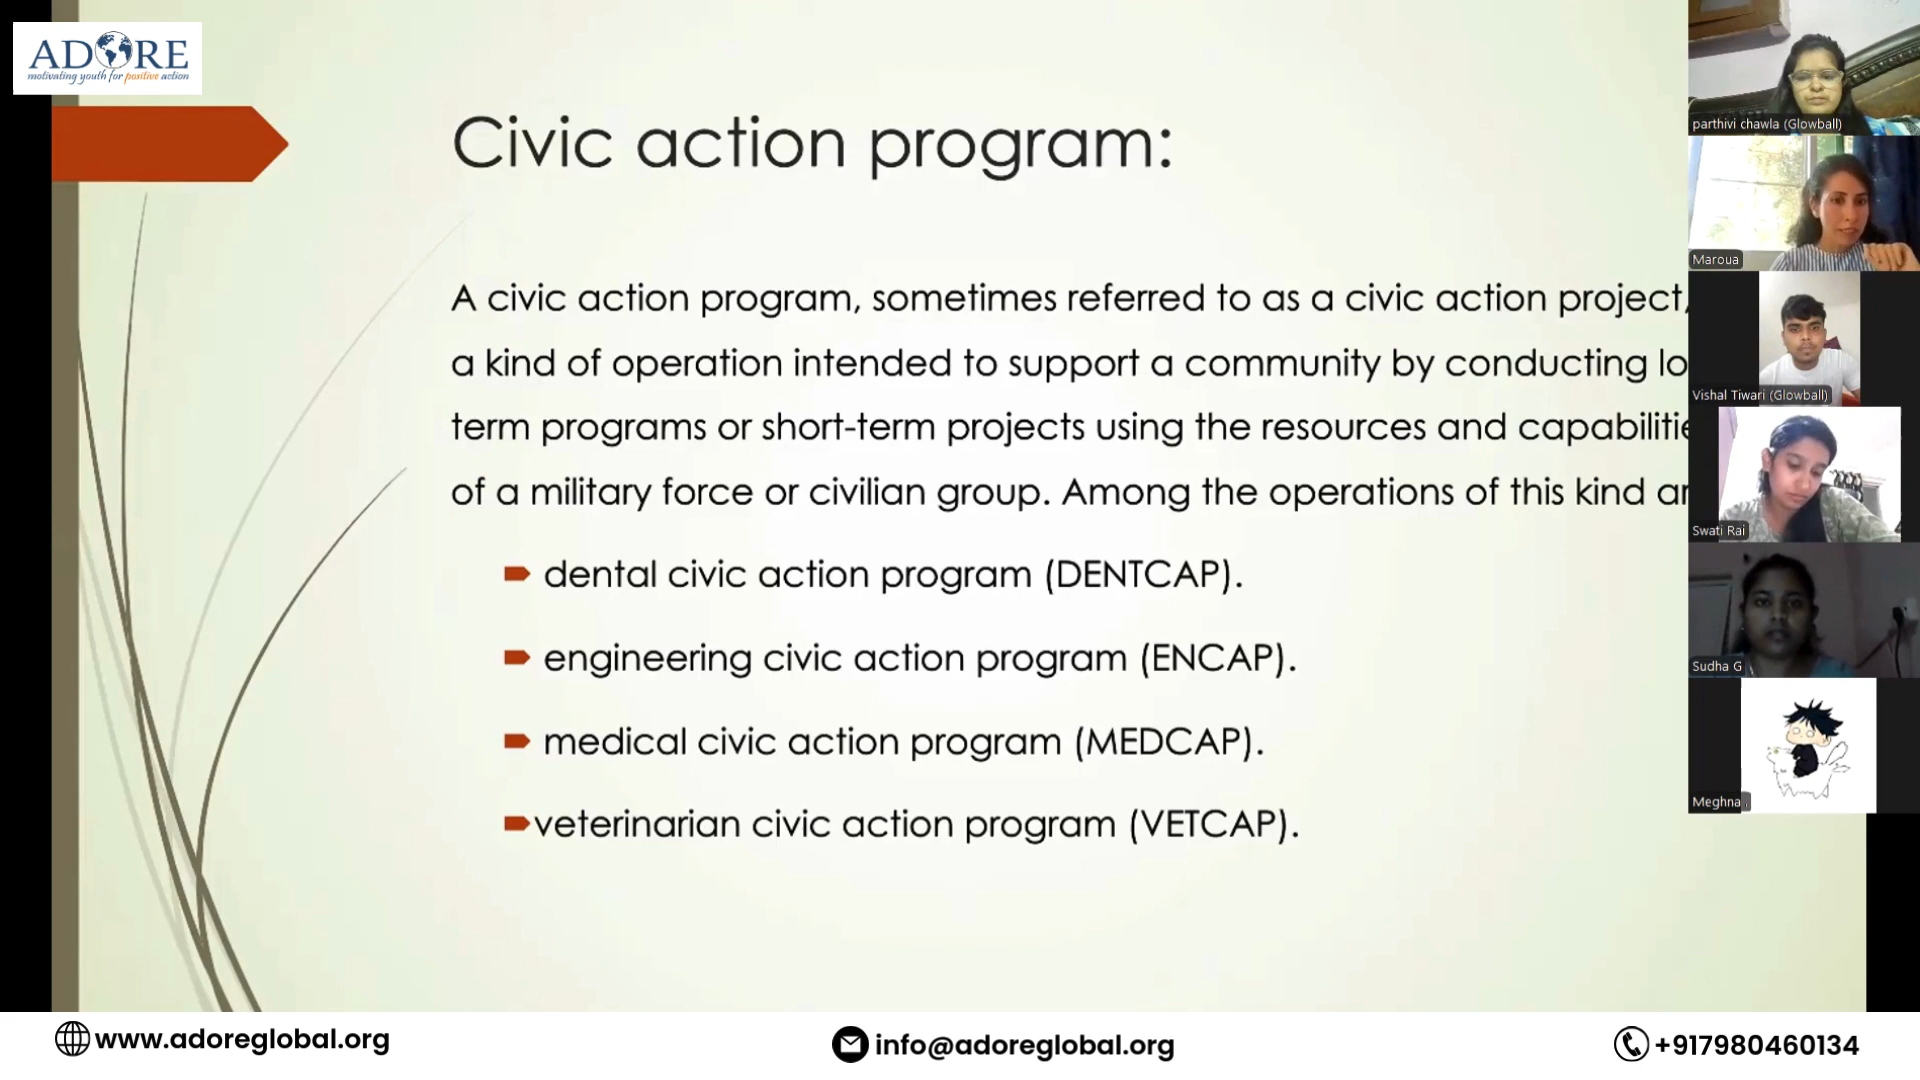 ADORE
motivating youth for positive action
Civic action program:
A civic action program, sometimes referred to as a civic action project,
a kind of operation intended to support a community by conducting
term programs or short-term projects using the resources and
of a military force or civilian group. Among the operations of this kind
dental civic action program (DENTCAP).
engineering civic action program (ENCAP).
medical civic action program (MEDCAP).
veterinarian civic action program (VETCAP).
parthivi chawla (Glowball)
Maroua
Vishal Tiwari (Glowball)
Swati Rai
Sudha G
Meghna
www.adoreglobal.org
info@adoreglobal.org
+917980460134